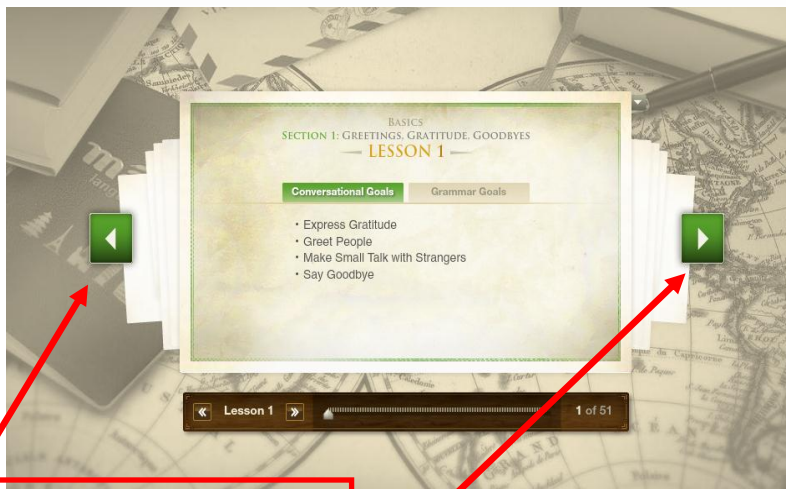 BASICS
SECTION 1: GREETINGS, GRATITUDE, GOODBYES
LESSON 1
Conversational Goals Grammar Goals
• Express Gratitude
• Greet People
• Make Small Talk with Strangers
• Say Goodbye
« Lesson 1 » 1 of 51